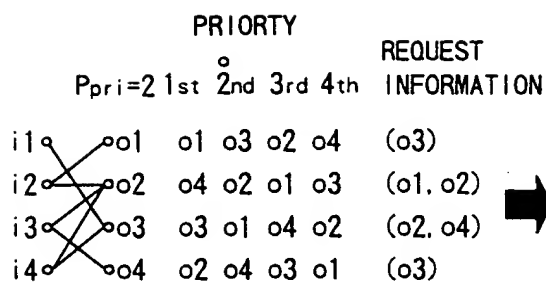 PRIORTY
REQUEST
Ppri=2 1st 2nd 3rd 4th INFORMATION
i1 o1 o1 o3 o2 o4 (o3)
i2 o2 o4 o2 o1 o3 (o1, o2)
i3 o3 o3 o1 o4 o2 (o2, o4)
i4 o4 o2 o4 o3 o1 (o3)